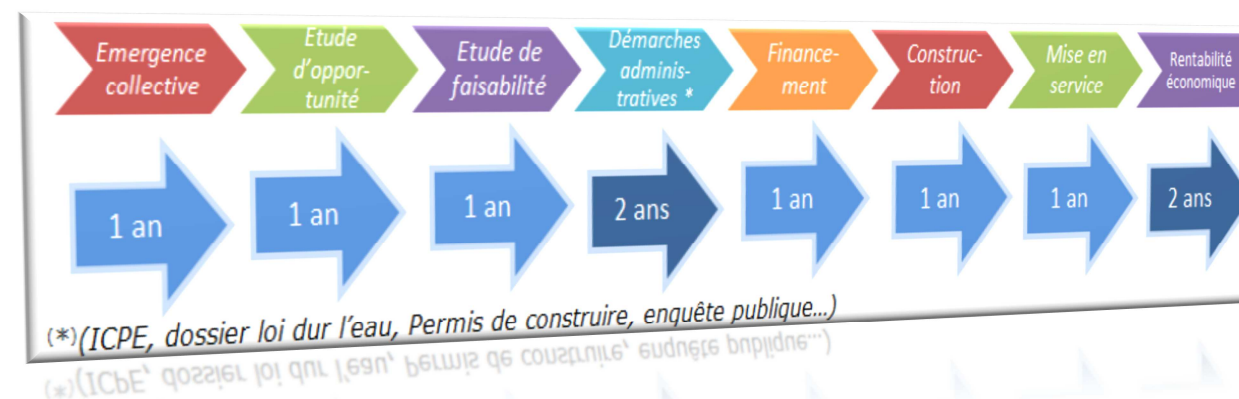 Emergence
collective
Etude
d'oppor-
tunité
Etude de
faisabilité
Démarches
adminis-
tratives *
Finance-
ment
Construc-
tion
Mise en
service
Rentabilité
économique
1 an
1 an
1 an
2 ans
1 an
1 an
1 an
2 ans
(*)(ICPE, dossier loi dur l'eau, Permis de construire, enquête publique...)